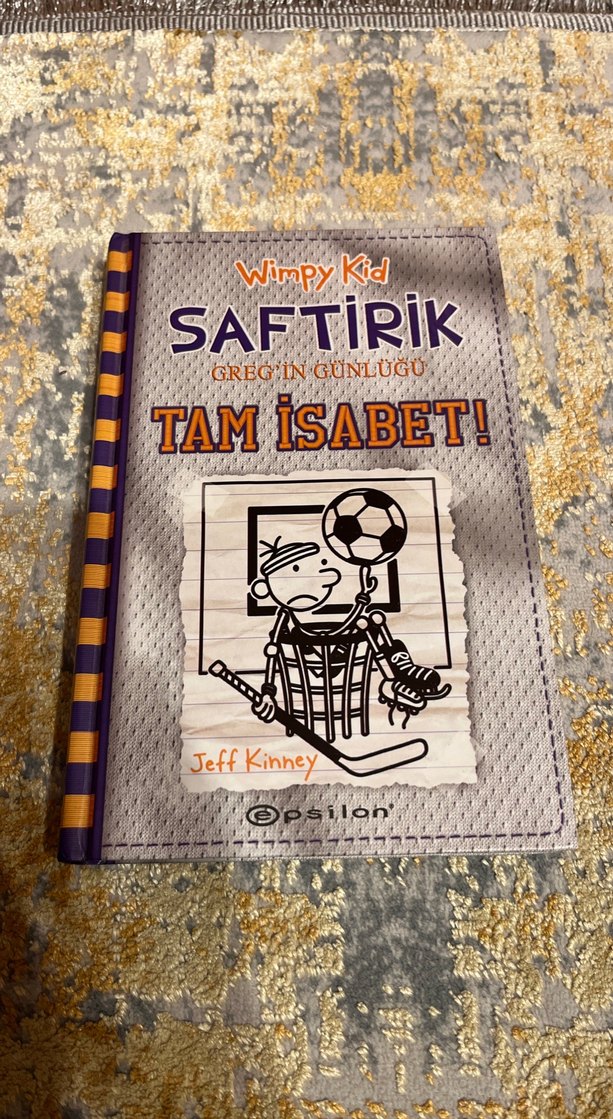 Wimpy Kid
SAFTİRİK
GREG'İN GÜNLÜĞÜ
TAM İSABET!
Jeff Kinney
epsilon